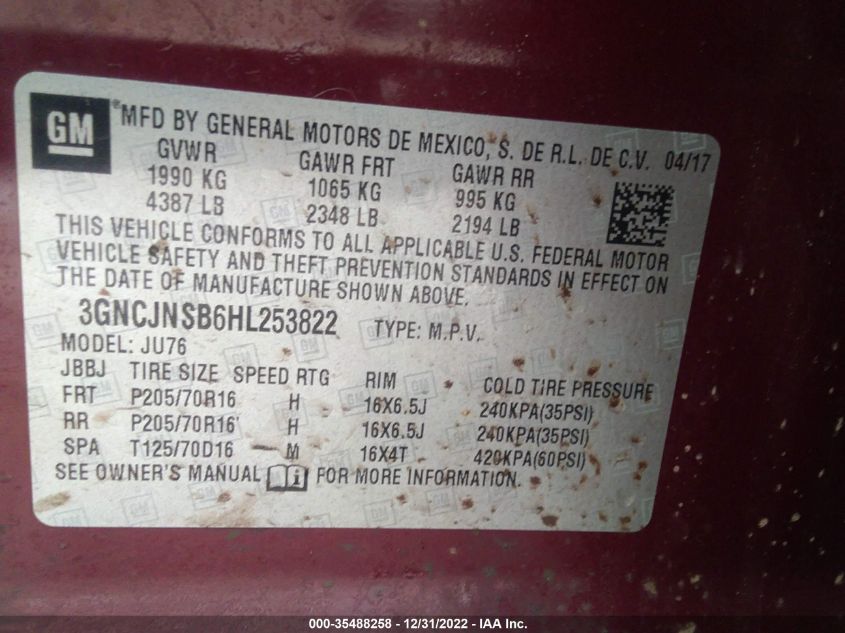 GM
®MFD BY GENERAL MOTORS DE MEXICO, S. DE R.L. DE C.V. 04/17
GVWR GAWR FRT GAWR RR
1990 KG 1065 KG 995 KG
4387 LB 2348 LB 2194 LB
THIS VEHICLE CONFORMS TO ALL APPLICABLE U.S. FEDERAL MOTOR
VEHICLE SAFETY AND THEFT PREVENTION STANDARDS IN EFFECT ON
THE DATE OF MANUFACTURE SHOWN ABOVE.
3GNCJNSB6HL253822 TYPE: M.P.V.
MODEL: JU76
JBBJ TIRE SIZE SPEED RTG RIM COLD TIRE PRESSURE
FRT P205/70R16 H 16X6.5J 240KPA(35PSI)
RR P205/70R16 H 16X6.5J 240KPA(35PSI)
SPA T125/70D16 M 16X4T 420KPA(60PSI)
SEE OWNER'S MANUAL FOR MORE INFORMATION.
000-35488258 - 12/31/2022 - IAA Inc.